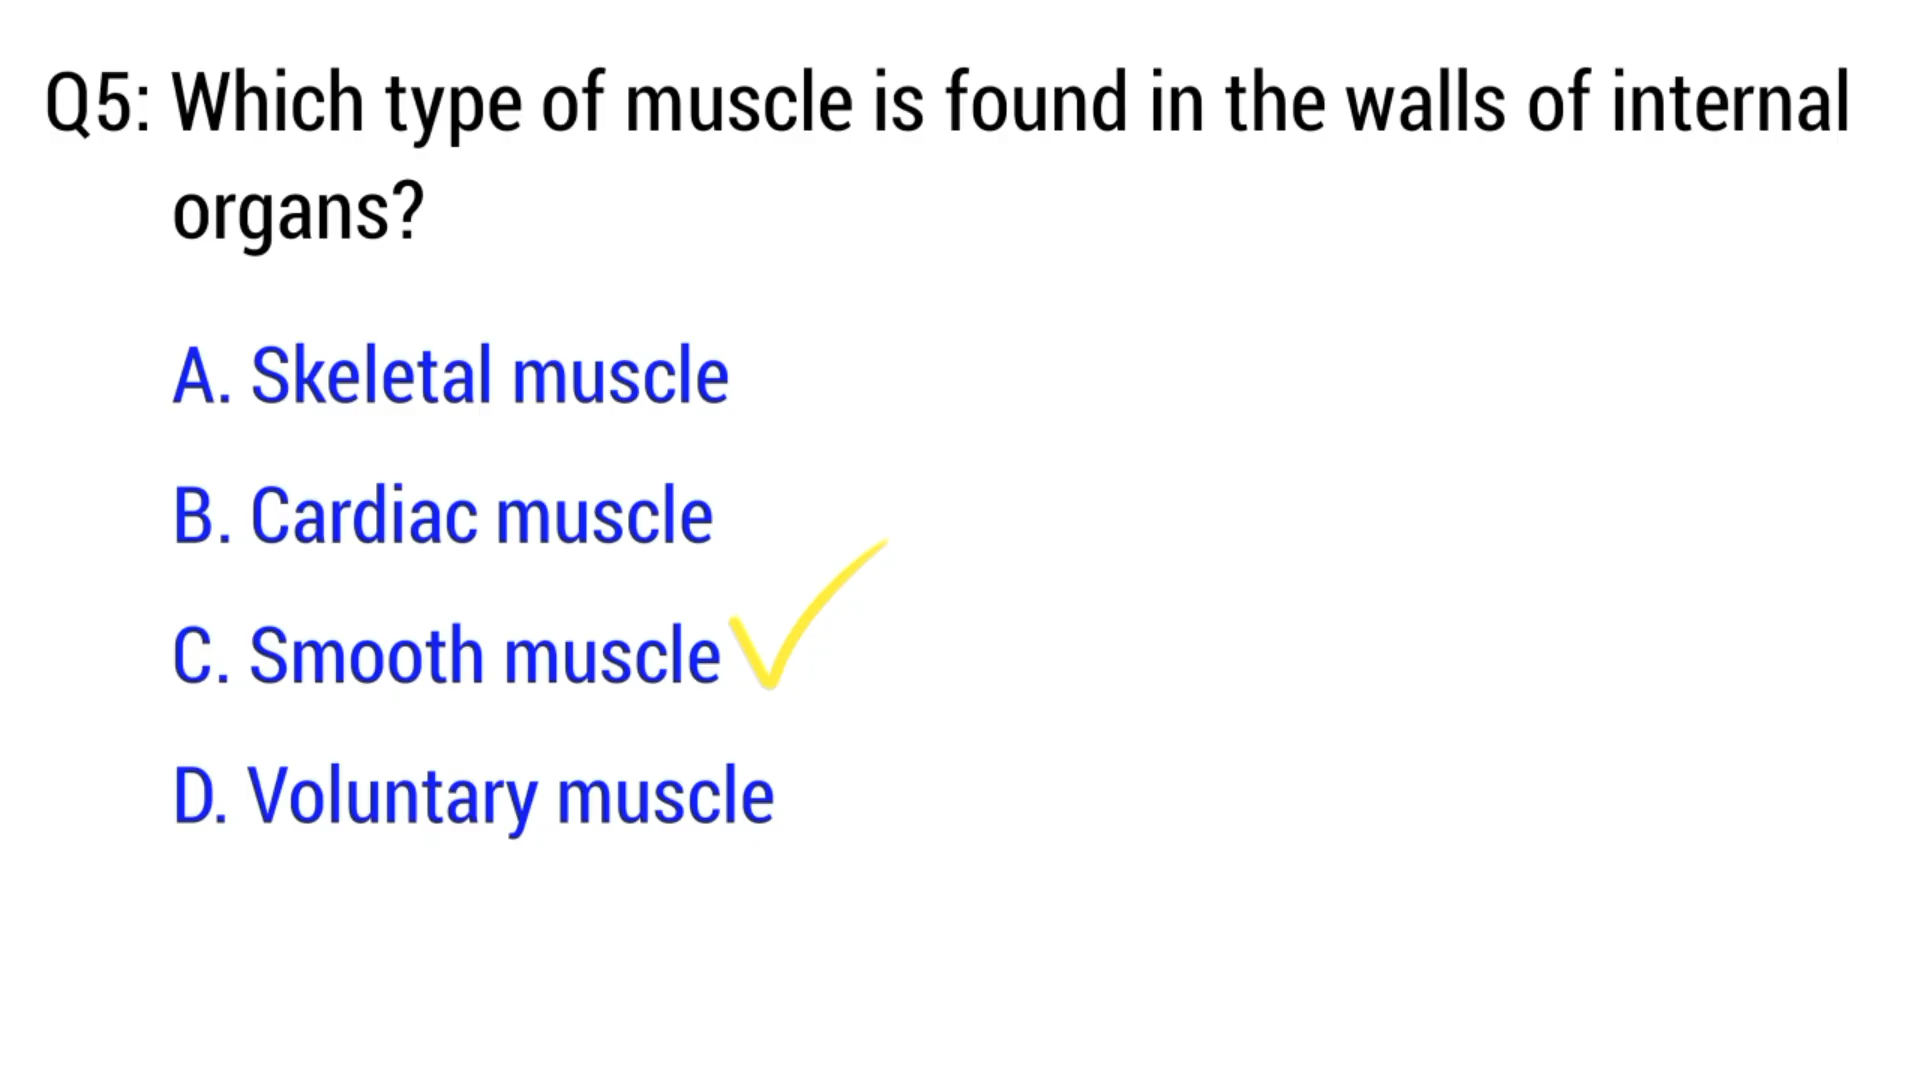 Q5: Which type of muscle is found in the walls of internal
organs?
A. Skeletal muscle
B. Cardiac muscle
C. Smooth muscle
D. Voluntary muscle